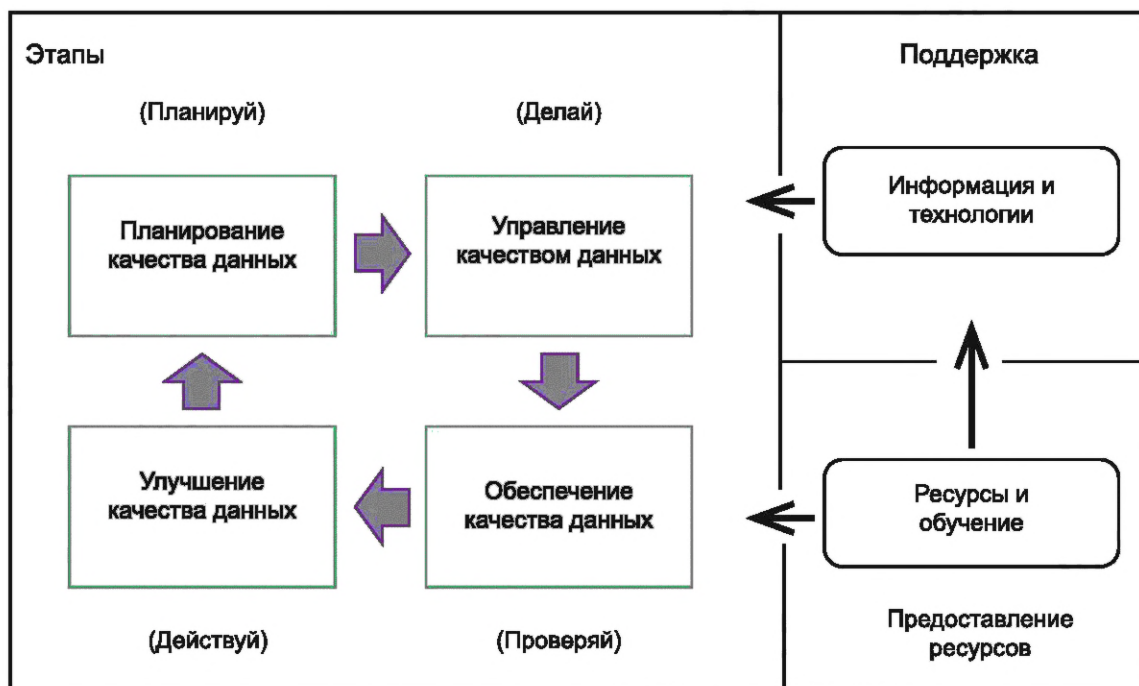 Этапы
Поддержка
(Планируй)
(Делай)
Планирование
качества данных
Управление
качеством данных
Информация и
технологии
Улучшение
качества данных
Обеспечение
качества данных
Ресурсы и
обучение
(Действуй)
(Проверяй)
Предоставление
ресурсов